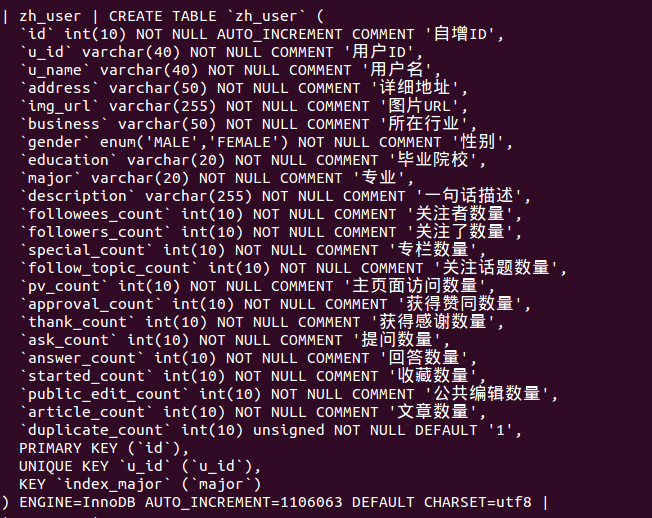 | zh_user | CREATE TABLE `zh_user` (
  `id` int(10) NOT NULL AUTO_INCREMENT COMMENT '自增ID',
  `u_id` varchar(40) NOT NULL COMMENT '用户ID',
  `u_name` varchar(40) NOT NULL COMMENT '用户名',
  `address` varchar(50) NOT NULL COMMENT '详细地址',
  `img_url` varchar(255) NOT NULL COMMENT '图片URL',
  `business` varchar(50) NOT NULL COMMENT '所在行业',
  `gender` enum('MALE','FEMALE') NOT NULL COMMENT '性别',
  `education` varchar(20) NOT NULL COMMENT '毕业院校',
  `major` varchar(20) NOT NULL COMMENT '专业',
  `description` varchar(255) NOT NULL COMMENT '一句话描述',
  `followees_count` int(10) NOT NULL COMMENT '关注者数量',
  `followers_count` int(10) NOT NULL COMMENT '关注了数量',
  `special_count` int(10) NOT NULL COMMENT '专栏数量',
  `follow_topic_count` int(10) NOT NULL COMMENT '关注话题数量',
  `pv_count` int(10) NOT NULL COMMENT '主页面访问数量',
  `approval_count` int(10) NOT NULL COMMENT '获得赞同数量',
  `thank_count` int(10) NOT NULL COMMENT '获得感谢数量',
  `ask_count` int(10) NOT NULL COMMENT '提问数量',
  `answer_count` int(10) NOT NULL COMMENT '回答数量',
  `started_count` int(10) NOT NULL COMMENT '收藏数量',
  `public_edit_count` int(10) NOT NULL COMMENT '公共编辑数量',
  `article_count` int(10) NOT NULL COMMENT '文章数量',
  `duplicate_count` int(10) unsigned NOT NULL DEFAULT '1',
  PRIMARY KEY (`id`),
  UNIQUE KEY `u_id` (`u_id`),
  KEY `index_major` (`major`)
) ENGINE=InnoDB AUTO_INCREMENT=1106063 DEFAULT CHARSET=utf8 |